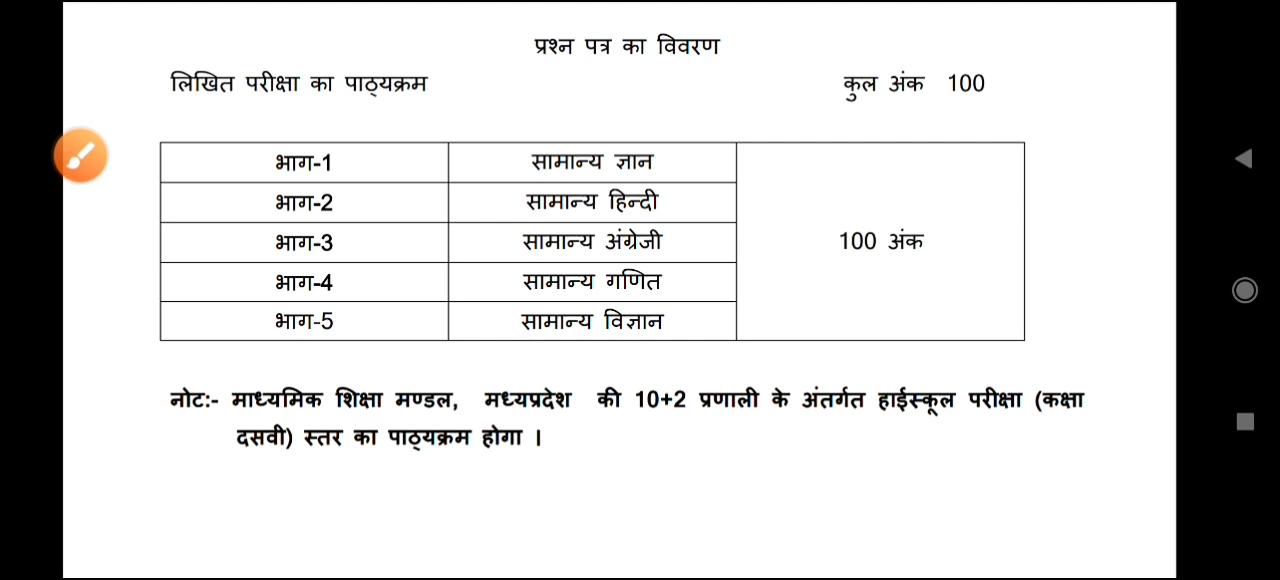 प्रश्न पत्र का विवरण
लिखित परीक्षा का पाठ्यक्रम कुल अंक 100
भाग-1 सामान्य ज्ञान
भाग-2 सामान्य हिन्दी
भाग-3 सामान्य अंग्रेजी 100 अंक
भाग-4 सामान्य गणित
भाग-5 सामान्य विज्ञान
नोट:- माध्यमिक शिक्षा मण्डल, मध्यप्रदेश की 10+2 प्रणाली के अंतर्गत हाईस्कूल परीक्षा (कक्षा
दसवी) स्तर का पाठ्यक्रम होगा ।